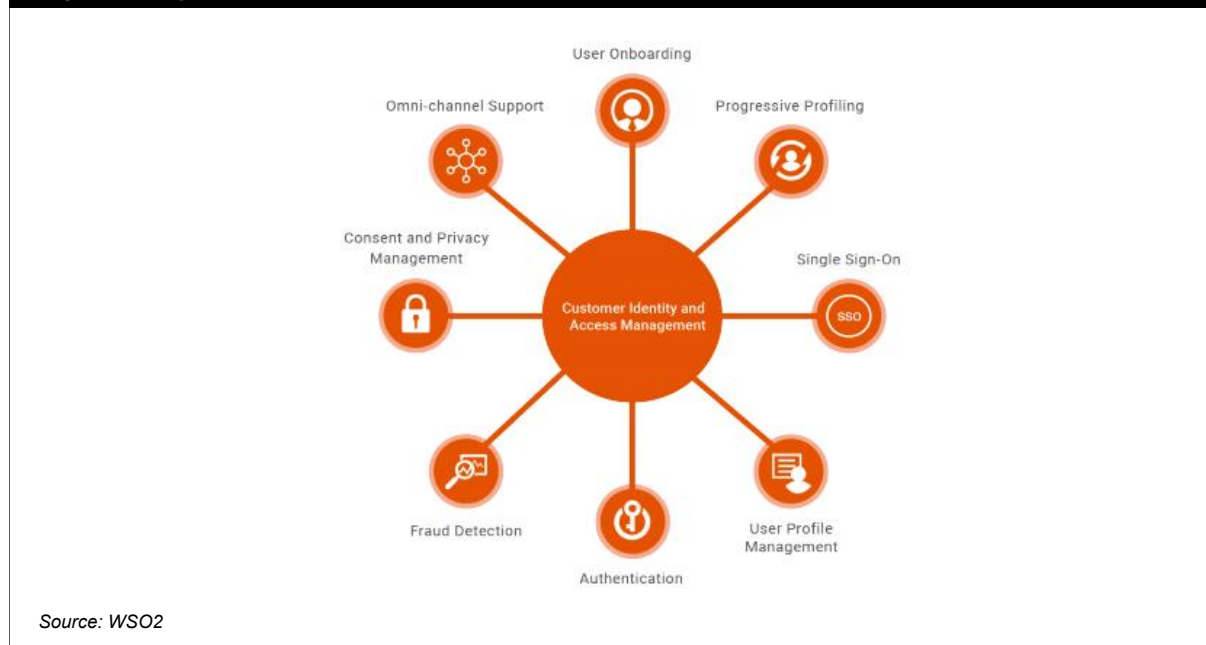 User Onboarding
Omni-channel Support
Progressive Profiling
Consent and Privacy
Management
Single Sign-On
SSO
Customer Identity and
Access Management
Fraud Detection
User Profile
Management
Authentication
Source: WSO2